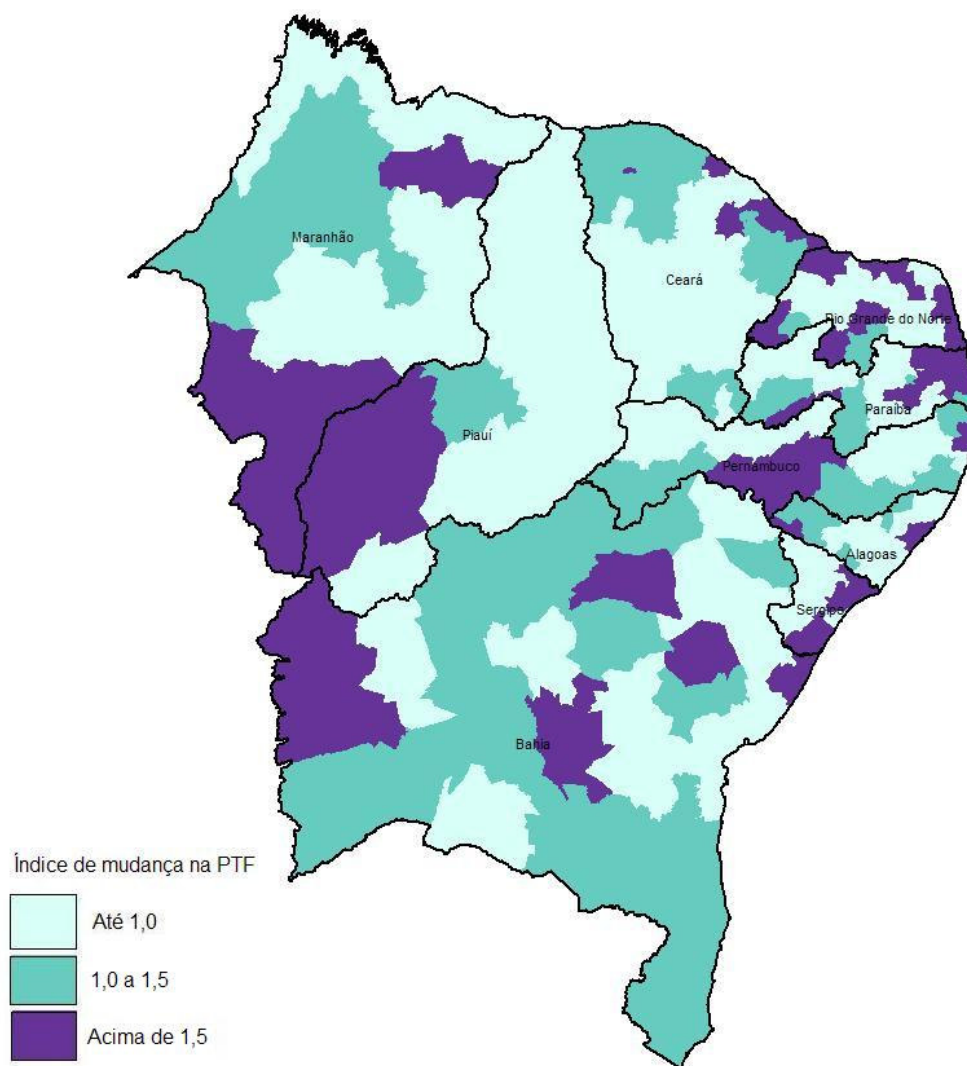 Maranhão
Ceará
Rio Grande do Norte
Paraíba
Piauí
Pernambuco
Alagoas
Sergipe
Bahia
Índice de mudança na PTF
Até 1,0
1,0 a 1,5
Acima de 1,5